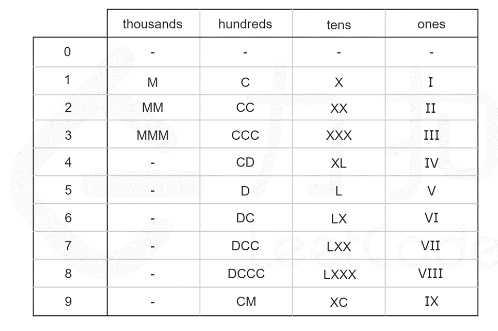 thousands hundreds tens ones
0 - - - -
1 M C X I
2 MM CC XX II
3 MMM CCC XXX III
4 - CD XL IV
5 - D L V
6 - DC LX VI
7 - DCC LXX VII
8 - DCCC LXXX VIII
9 - CM XC IX
LeetCode